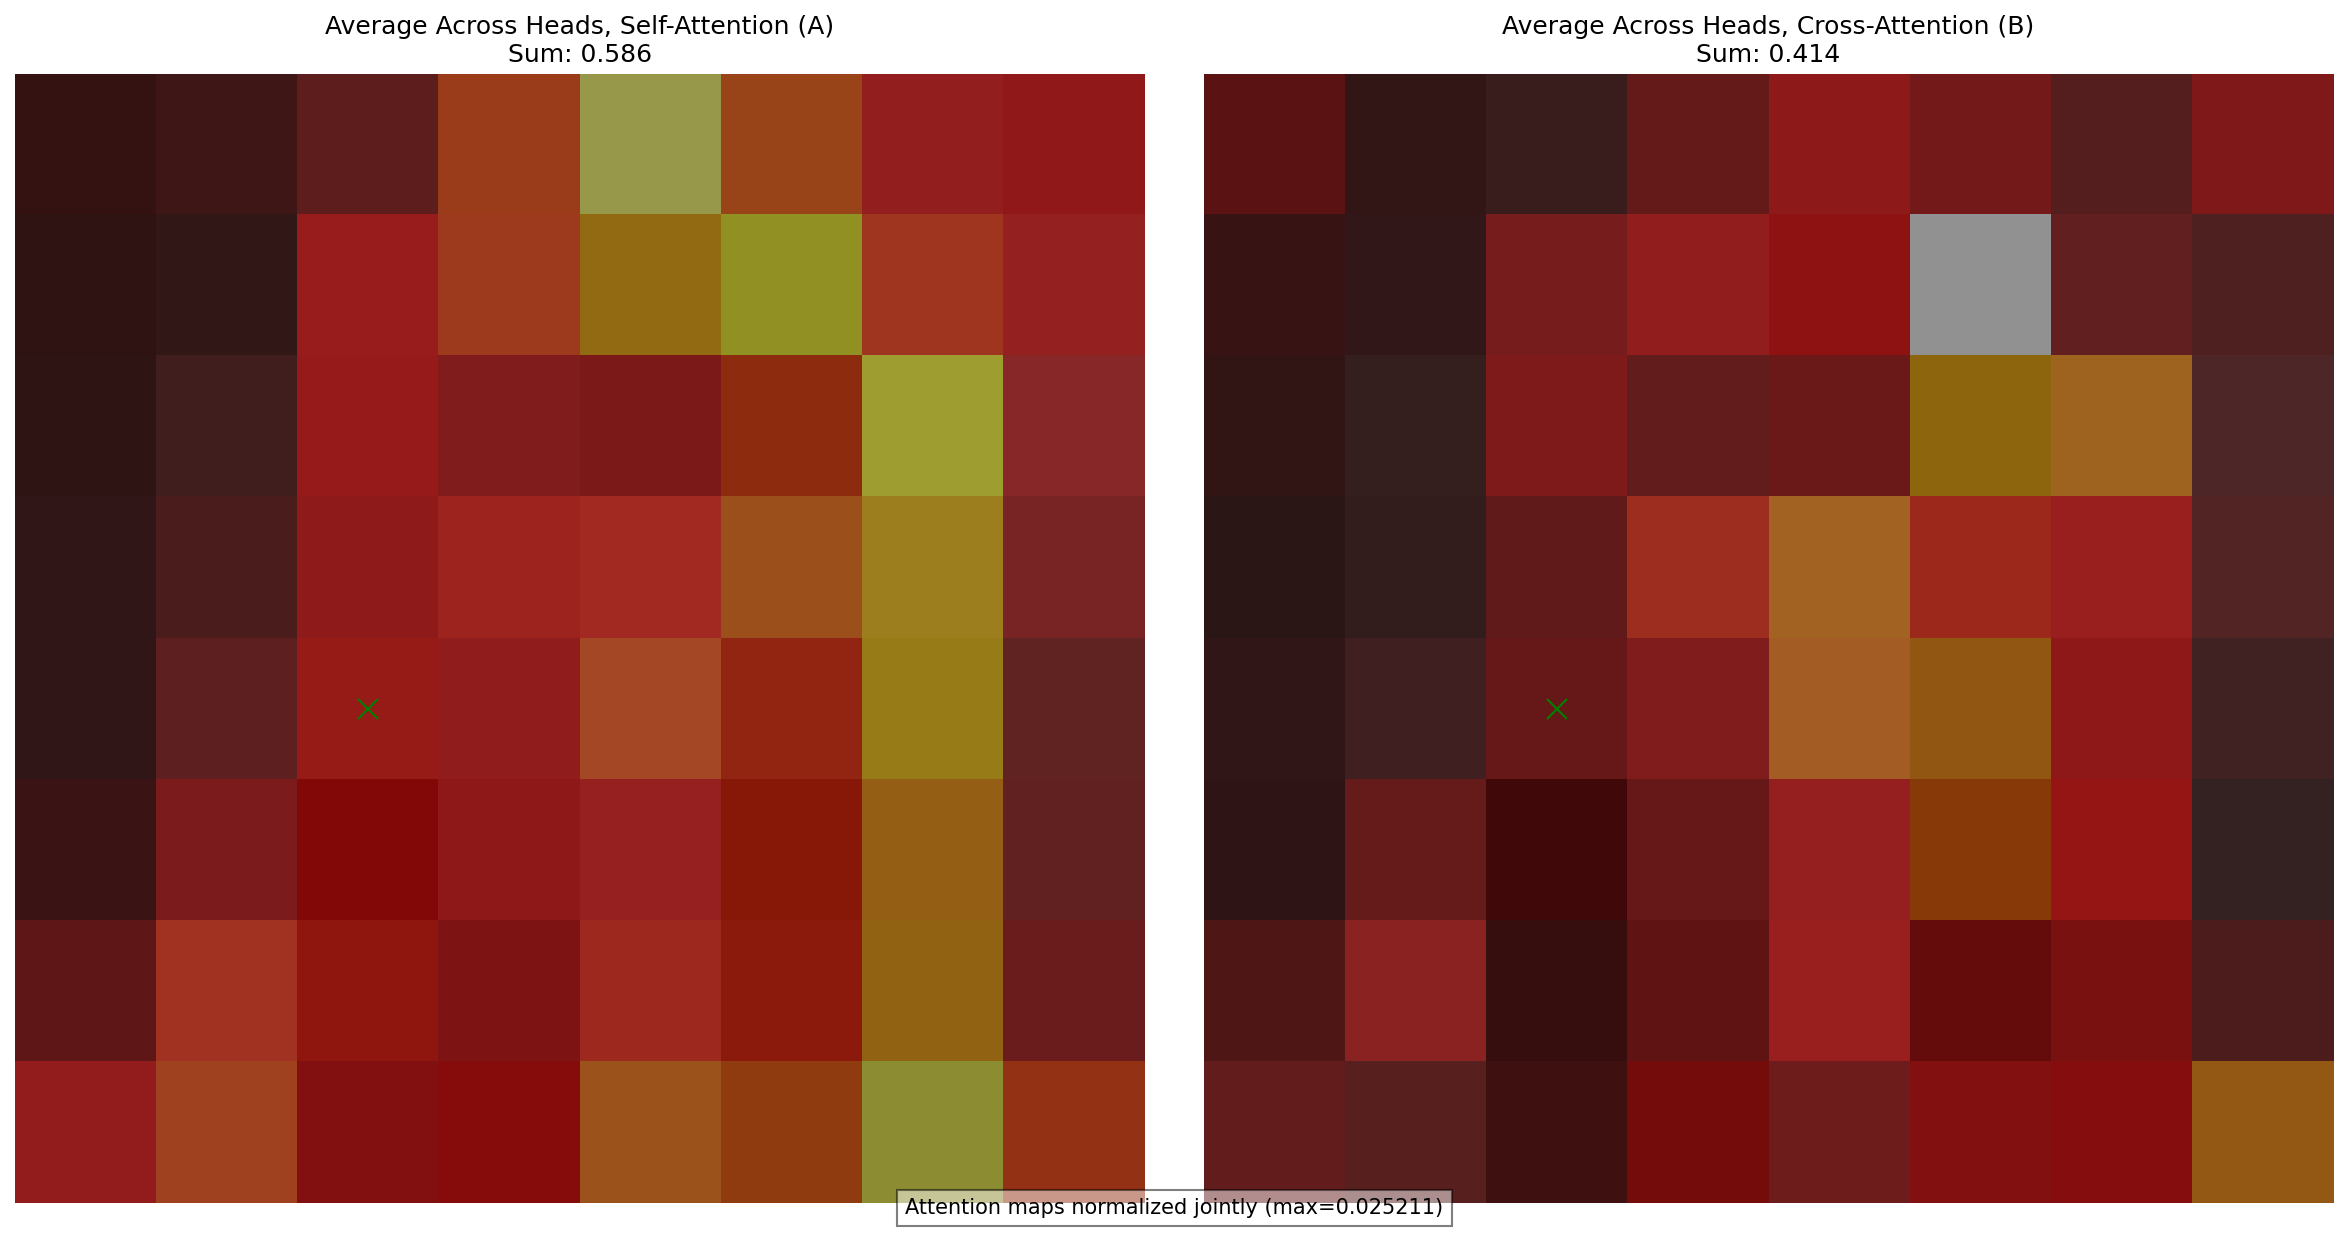 Average Across Heads, Self-Attention (A)
Sum: 0.586
Average Across Heads, Cross-Attention (B)
Sum: 0.414
Attention maps normalized jointly (max=0.025211)